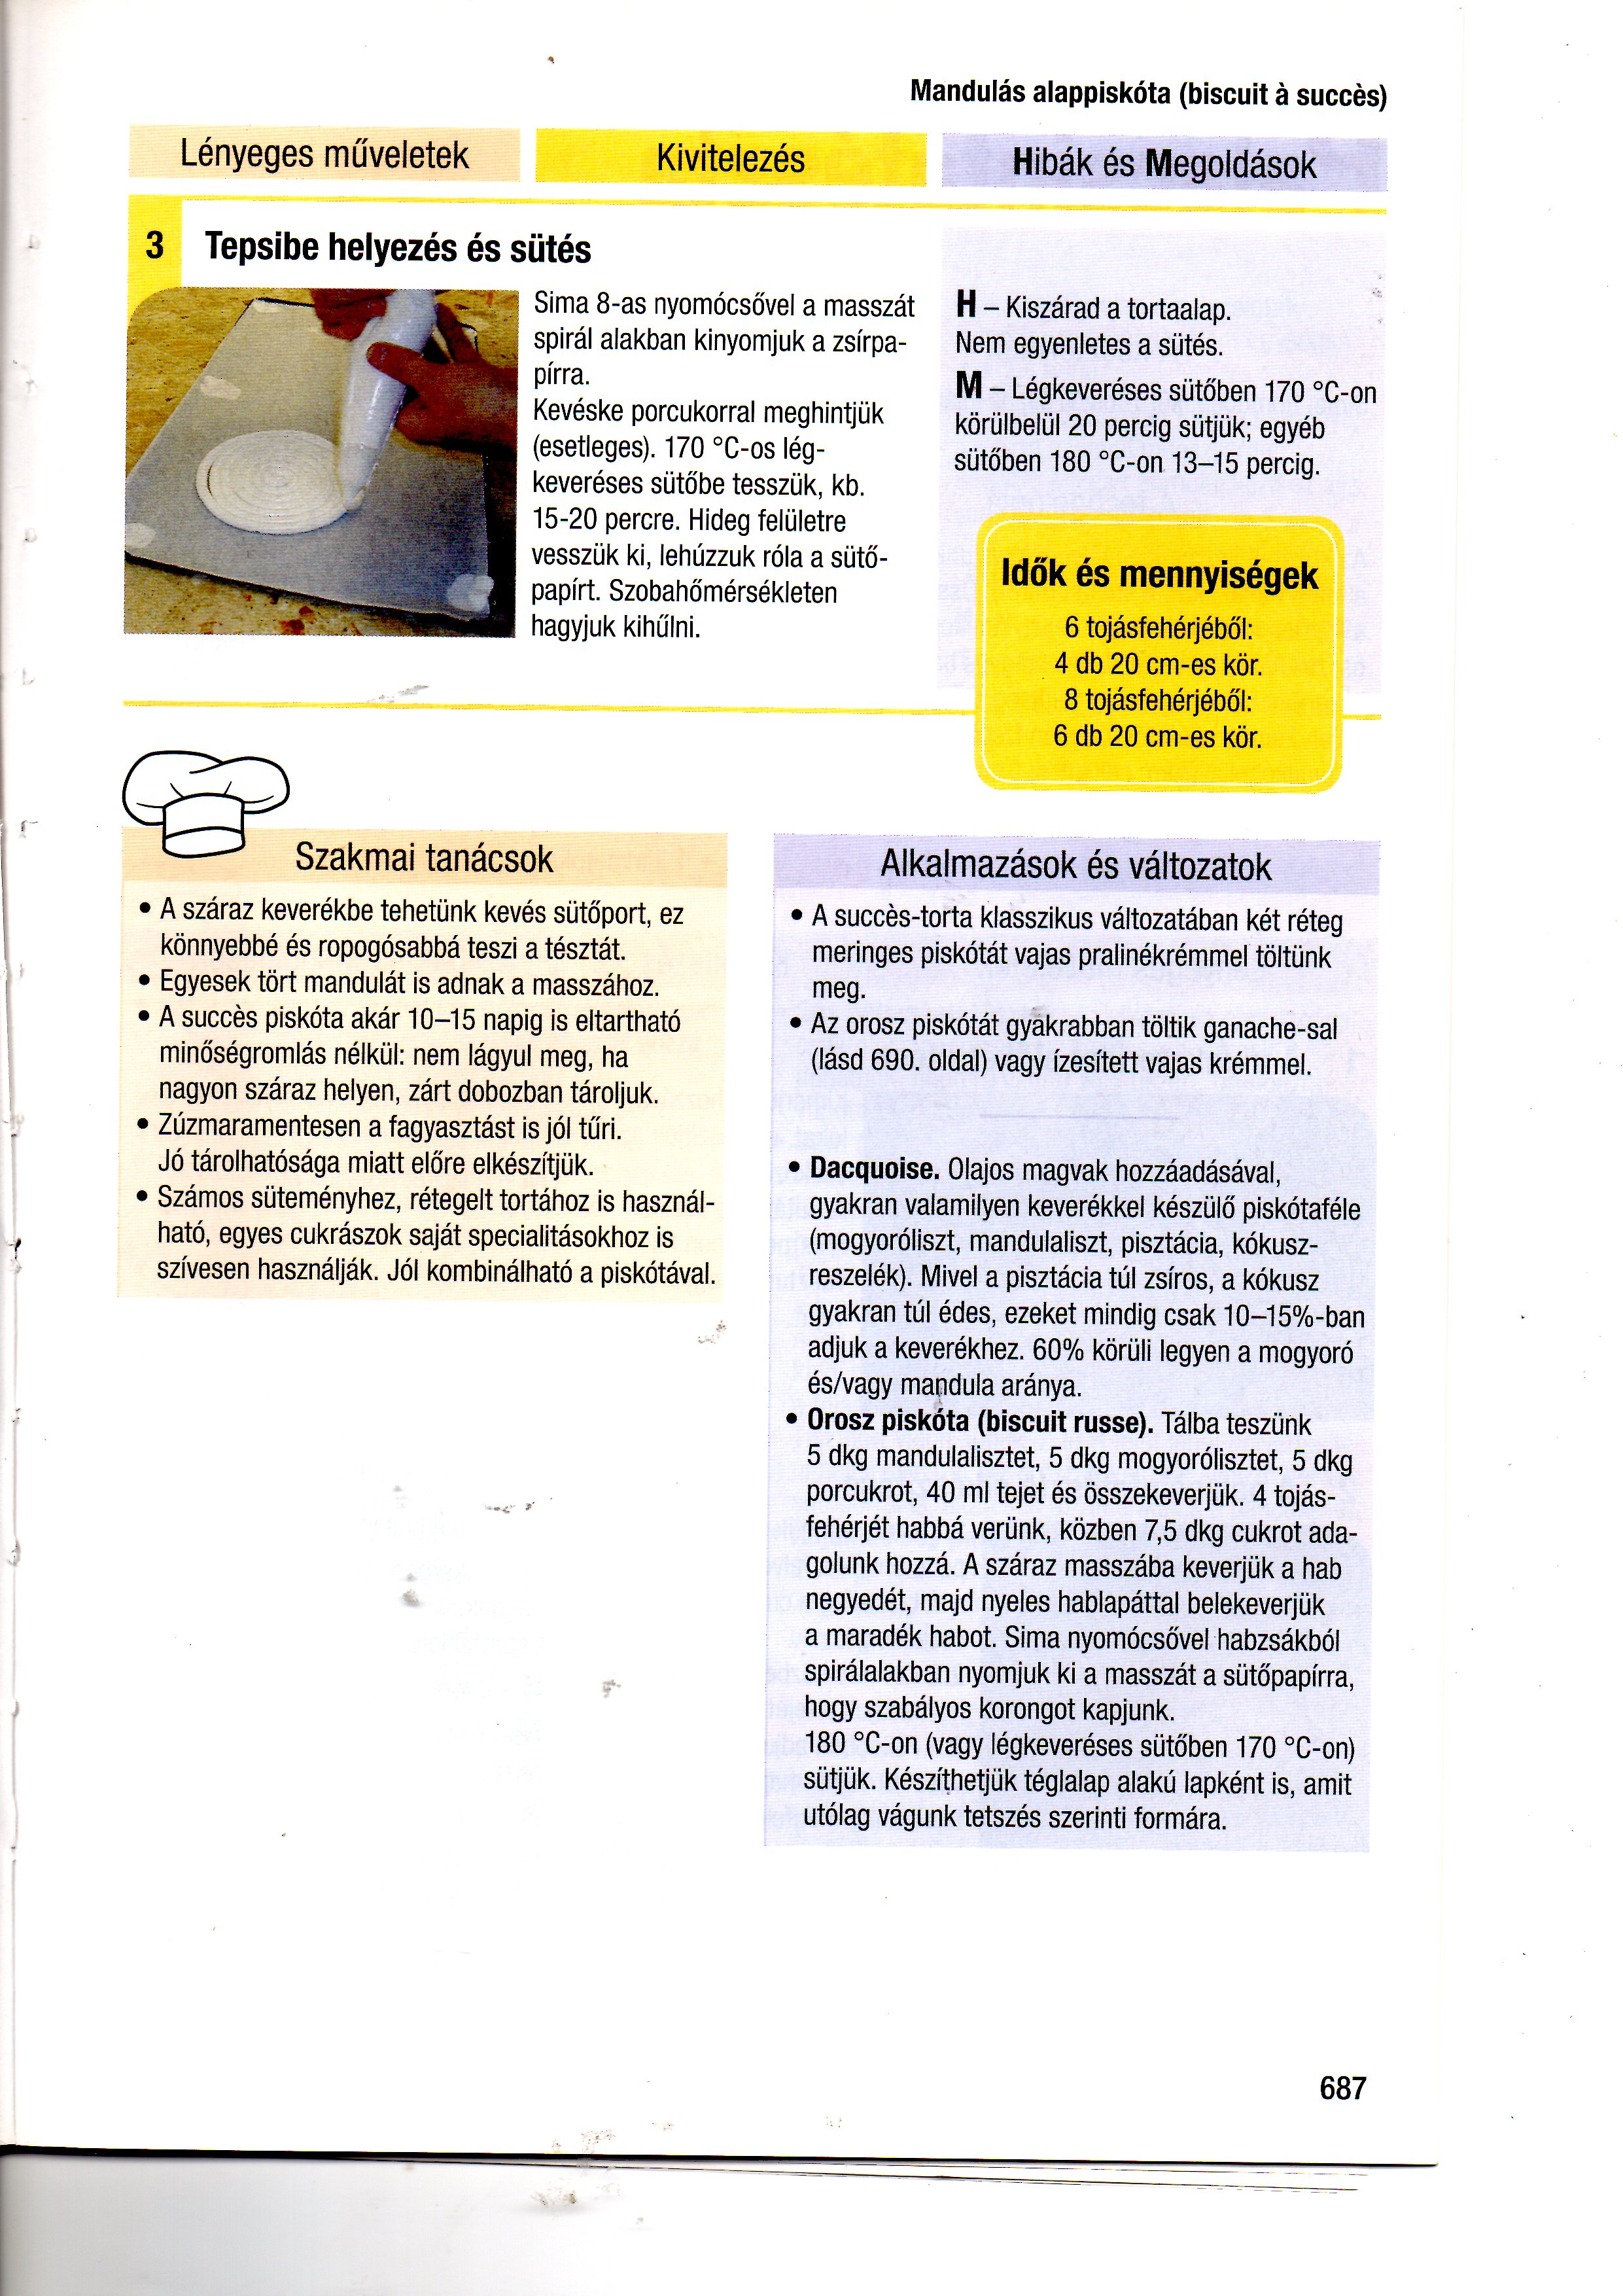 Mandulás alappiskóta (biscuit à succès)
Lényeges műveletek
Kivitelezés
Hibák és Megoldások
3 Tepsibe helyezés és sütés
Sima 8-as nyomócsővel a masszát
spirál alakban kinyomjuk a zsírpa-
pírra.
Kevéske porcukorral meghintjük
(esetleges). 170 °C-os lég-
keveréses sütőbe tesszük, kb.
15-20 percre. Hideg felületre
vesszük ki, lehúzzuk róla a sütő-
papírt. Szobahőmérsékleten
hagyjuk kihűlni.
H – Kiszárad a tortaalap.
Nem egyenletes a sütés.
M – Légkeveréses sütőben 170 °C-on
körülbelül 20 percig sütjük; egyéb
sütőben 180 °C-on 13–15 percig.
Idők és mennyiségek
6 tojásfehérjéből:
4 db 20 cm-es kör.
8 tojásfehérjéből:
6 db 20 cm-es kör.
Szakmai tanácsok
• A száraz keverékbe tehetünk kevés sütőport, ez
könnyebbé és ropogósabbá teszi a tésztát.
• Egyesek tört mandulát is adnak a masszához.
• A succès piskóta akár 10–15 napig is eltartható
minőségromlás nélkül: nem lágyul meg, ha
nagyon száraz helyen, zárt dobozban tároljuk.
• Zúzmaramentesen a fagyasztást is jól tűri.
Jó tárolhatósága miatt előre elkészítjük.
• Számos süteményhez, rétegelt tortához is használ-
ható, egyes cukrászok saját specialitásokhoz is
szívesen használják. Jól kombinálható a piskótával.
Alkalmazások és változatok
• A succès-torta klasszikus változatában két réteg
meringes piskótát vajas pralinékrémmel töltünk
meg.
• Az orosz piskótát gyakrabban töltik ganache-sal
(lásd 690. oldal) vagy ízesített vajas krémmel.
• Dacquoise. Olajos magvak hozzáadásával,
gyakran valamilyen keverékkel készülő piskótaféle
(mogyoróliszt, mandulaliszt, pisztácia, kókusz-
reszelék). Mivel a pisztácia túl zsíros, a kókusz
gyakran túl édes, ezeket mindig csak 10–15%-ban
adjuk a keverékhez. 60% körüli legyen a mogyoró
és/vagy mandula aránya.
• Orosz piskóta (biscuit russe). Tálba teszünk
5 dkg mandulalisztet, 5 dkg mogyorólisztet, 5 dkg
porcukrot, 40 ml tejet és összekeverjük. 4 tojás-
fehérjét habbá verünk, közben 7,5 dkg cukrot ada-
golunk hozzá. A száraz masszába keverjük a hab
negyedét, majd nyeles hablapáttal belekeverjük
a maradék habot. Sima nyomócsővel habzsákból
spirálalakban nyomjuk ki a masszát a sütőpapírra,
hogy szabályos korongot kapjunk.
180 °C-on (vagy légkeveréses sütőben 170 °C-on)
sütjük. Készíthetjük téglalap alakú lapként is, amit
utólag vágunk tetszés szerinti formára.
687